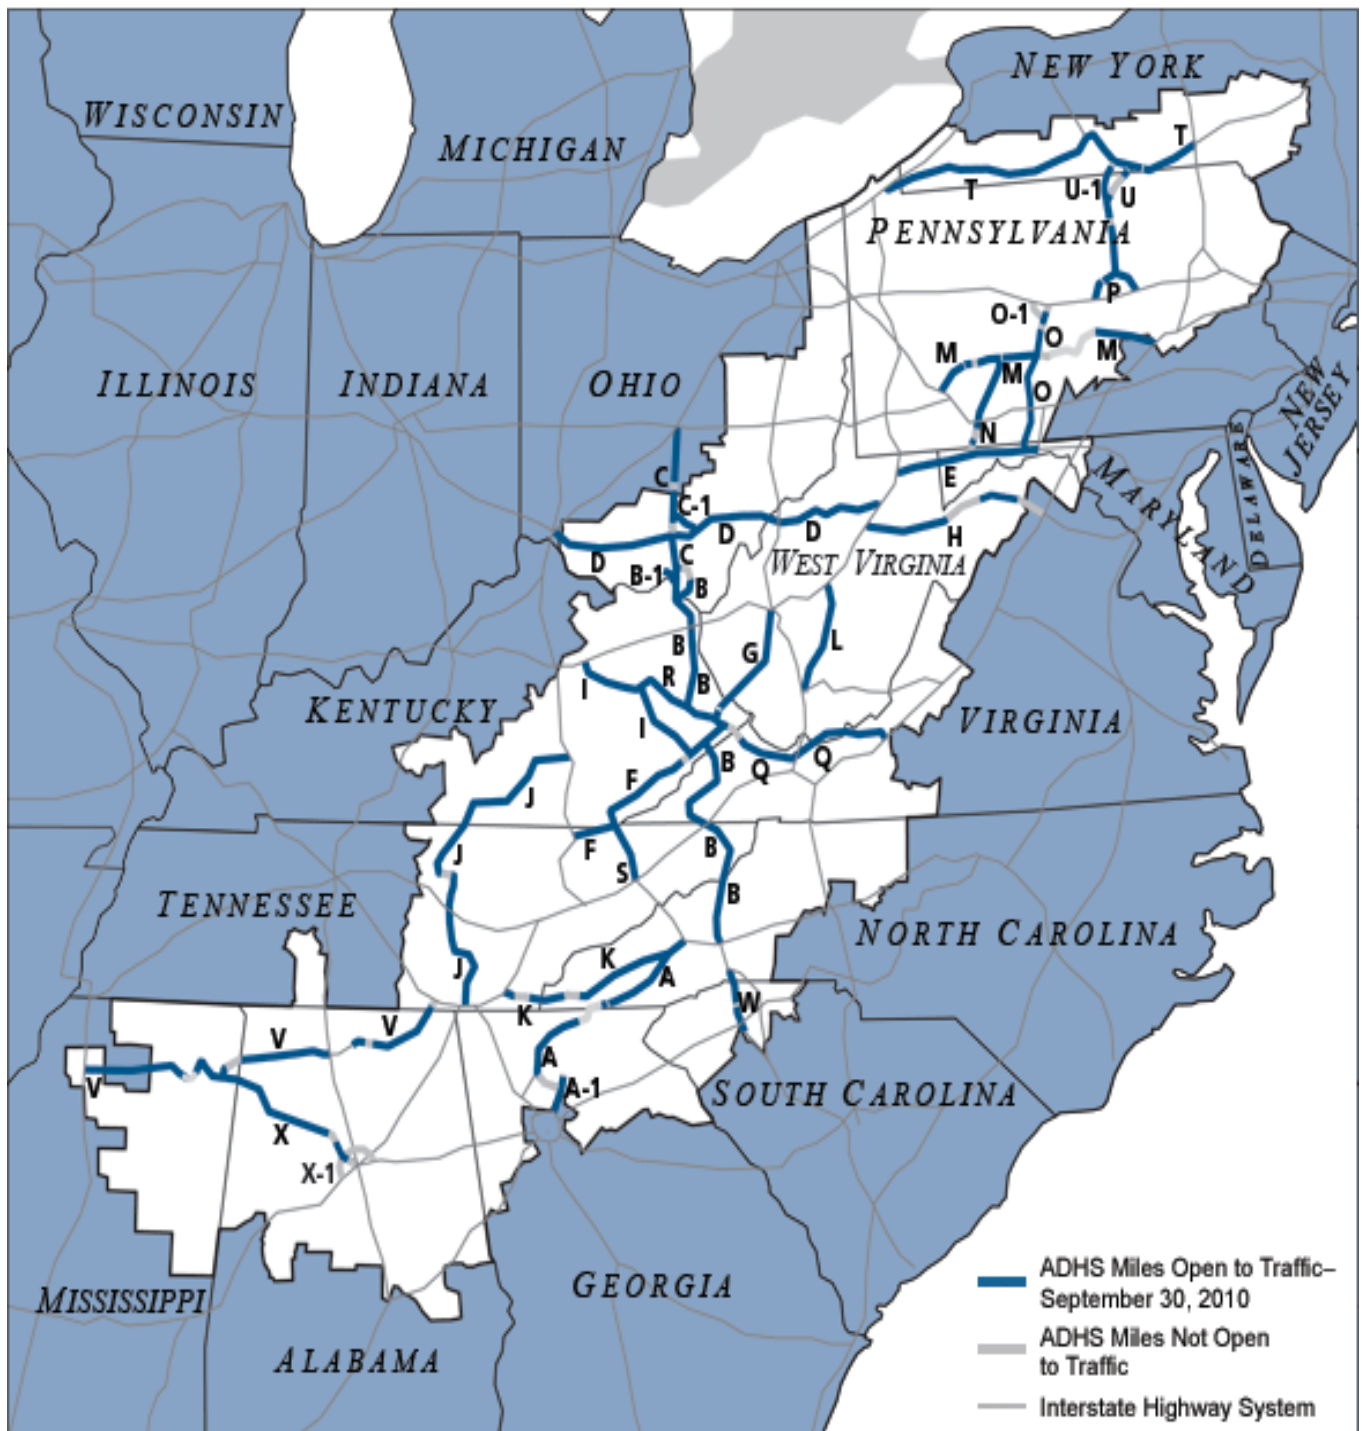 NEW YORK
WISCONSIN
MICHIGAN
T
T
U-1
U
PENNSYLVANIA
P
O-1
O
M
M
M
O
ILLINOIS
INDIANA
OHIO
NEW
JERSEY
N
E
DELAWARE
MARYLAND
C
C-1
D
D
D
H
C
WEST VIRGINIA
B-1
B
B
G
L
R
B
I
I
KENTUCKY
VIRGINIA
B
Q
Q
F
J
F
B
J
S
B
TENNESSEE
NORTH CAROLINA
K
J
A
K
W
V
V
A
V
A-1
SOUTH CAROLINA
X
X-1
GEORGIA
MISSISSIPPI
ALABAMA
ADHS Miles Open to Traffic–
September 30, 2010
ADHS Miles Not Open
to Traffic
Interstate Highway System